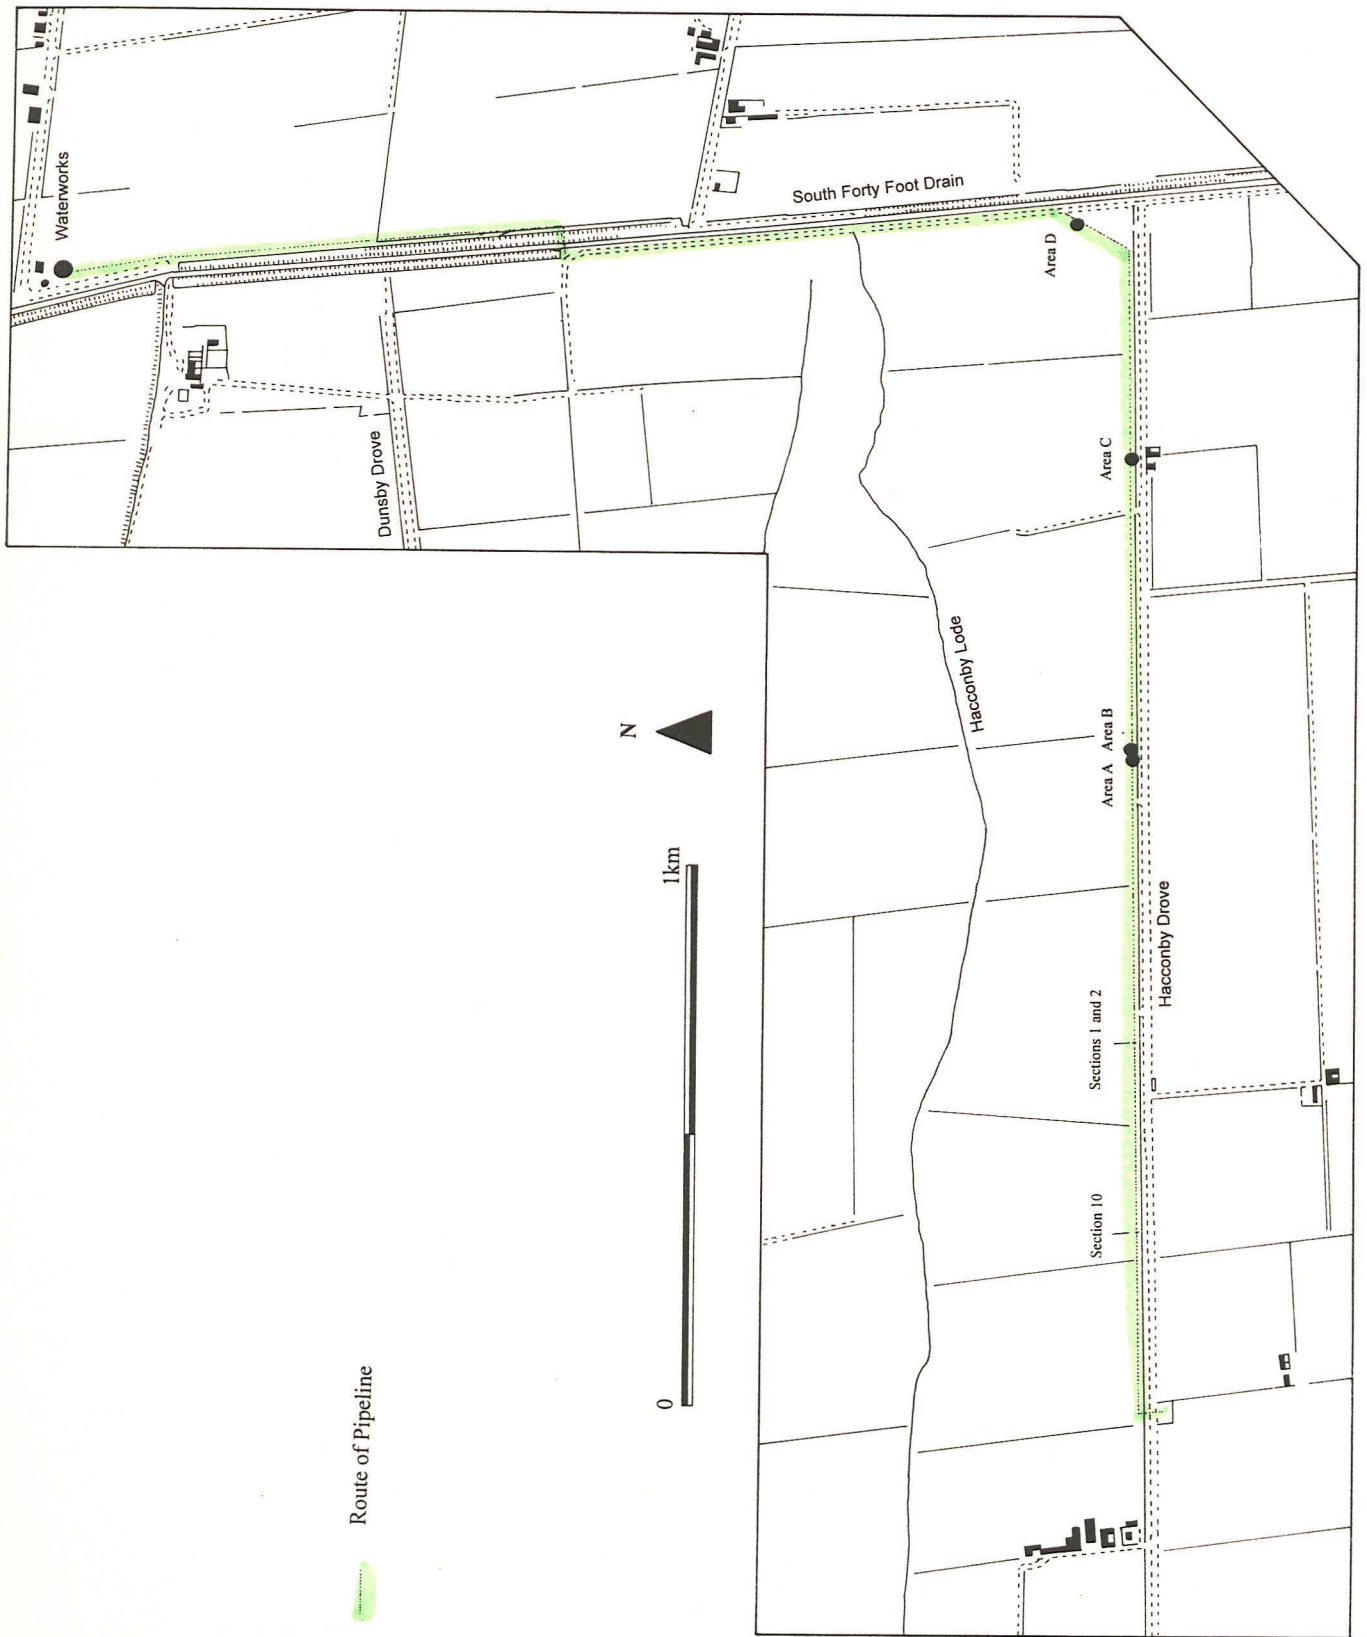 Waterworks
South Forty Foot Drain
Area D
Dunsby Drove
Area C
Hacconby Lode
N
Area A Area B
1km
Hacconby Drove
Sections 1 and 2
Section 10
0
Route of Pipeline